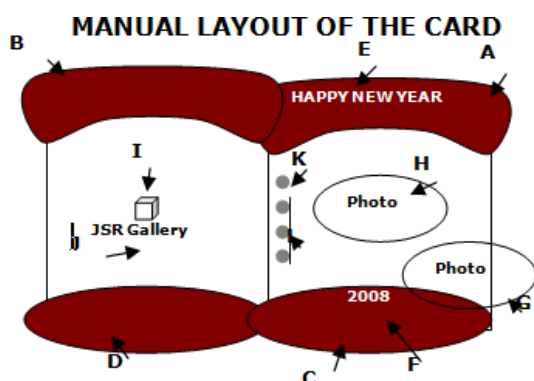 MANUAL LAYOUT OF THE CARD
B
E
A
HAPPY NEW YEAR
I
K
H
Photo
J
JSR Gallery
Photo
2008
G
D
C
F